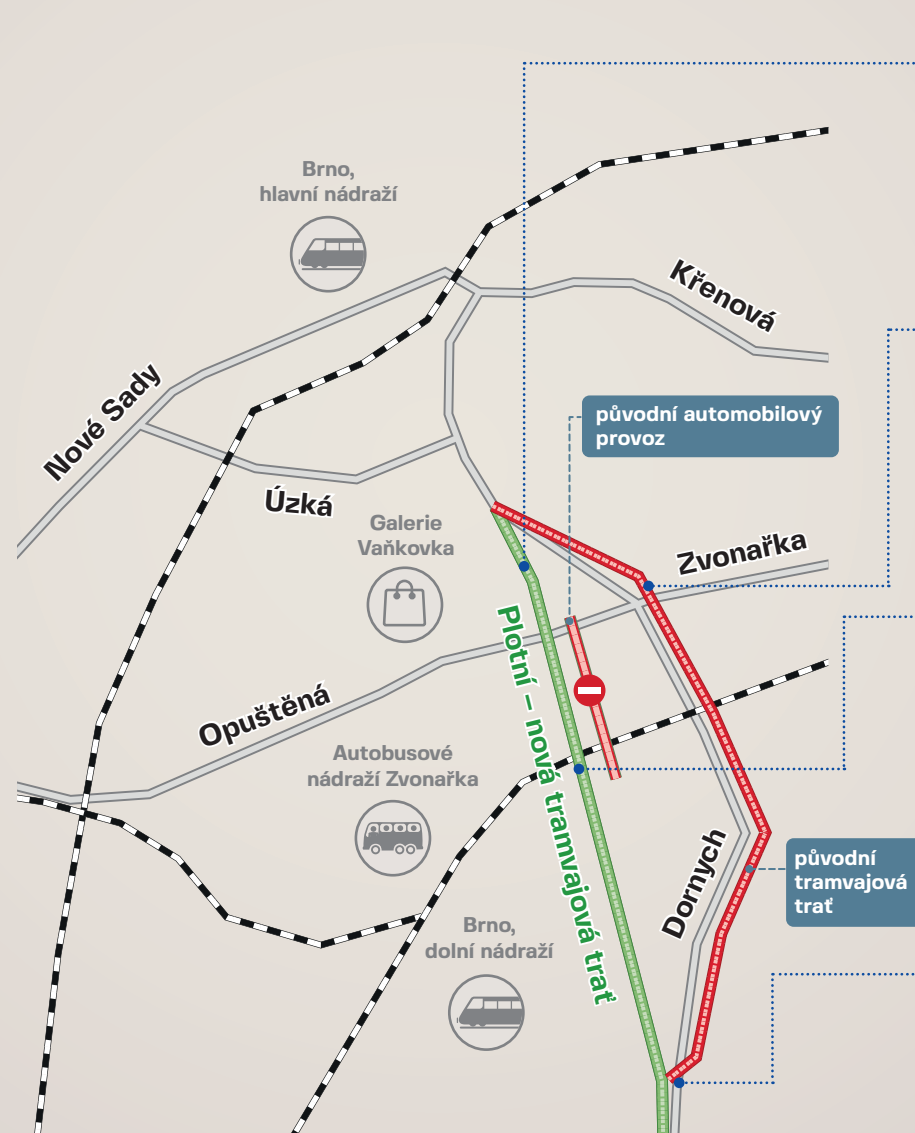 Brno,
hlavní nádraží
Křenová
Nové Sady
původní automobilový
provoz
Úzká
Galerie
Vaňkovka
Zvonařka
Plotní – nová tramvajová trať
Opuštěná
Autobusové
nádraží Zvonařka
Dornych
původní
tramvajová
trať
Brno,
dolní nádraží